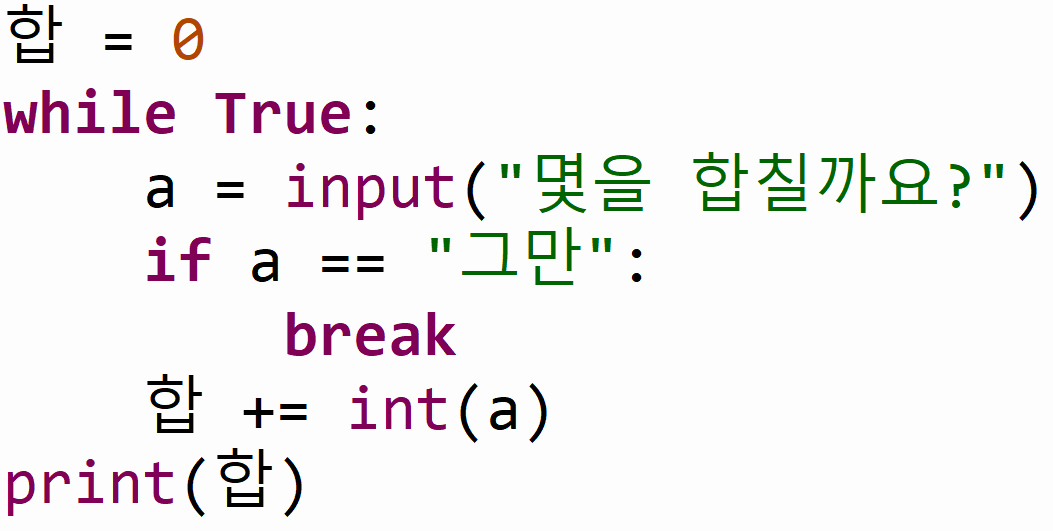 합 = 0
while True:
    a = input("몇을 합칠까요?")
    if a == "그만":
        break
    합 += int(a)
print(합)